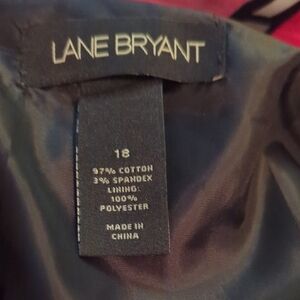 LANE BRYANT
18
97% COTTON
3% SPANDEX
LINING:
100%
POLYESTER
MADE IN
CHINA